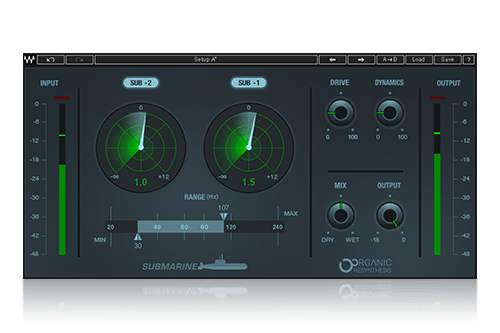 Setup A*
A→B
Load
Save
?
INPUT
SUB -2
SUB -1
DRIVE
DYNAMICS
OUTPUT
0
-6
-12
-18
-24
-30
-36
-42
-48
0
-∞
+12
1.0
0
-∞
+12
1.5
0
100
0
100
RANGE (Hz)
107
MAX
20
40
60
80
120
240
MIN
30
MIX
OUTPUT
DRY
WET
-18
0
SUBMARINE
ORGANIC
RESYNTHESIS
0
-6
-12
-18
-24
-30
-36
-42
-48